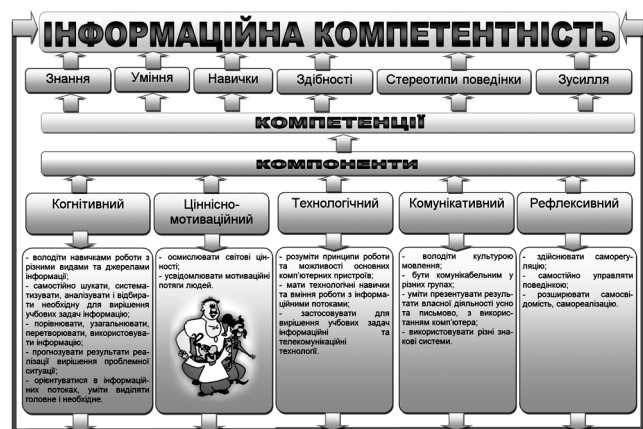 ІНФОРМАЦІЙНА КОМПЕТЕНТНІСТЬ
Знання
Уміння
Навички
Здібності
Стереотипи поведінки
Зусилля
КОМПЕТЕНЦІЇ
КОМПОНЕНТИ
Когнітивний
Ціннісно-
мотиваційний
Технологічний
Комунікативний
Рефлексивний
- володіти навичками роботи з
різними видами та джерелами
інформації;
- самостійно шукати, система-
тизувати, аналізувати і відбира-
ти необхідну для вирішення
учбових задач інформацію;
- порівнювати, узагальнювати,
перетворювати, використовува-
ти інформацію;
- прогнозувати результати реа-
лізації вирішення проблемної
ситуації;
- орієнтуватися в інформацій-
них потоках, уміти виділяти
головне і необхідне.
- осмислювати світові цін-
ності;
- усвідомлювати мотиваційні
потяги людей.
- розуміти принципи роботи та
можливості основних
комп'ютерних пристроїв;
- мати технологічні навички
та вміння роботи з інформа-
ційними потоками;
- застосовувати для
вирішення учбових задач
інформаційні та
телекомунікаційні
технології.
- володіти культурою
мовлення;
- бути комунікабельним у
різних групах;
- уміти презентувати резуль-
тати власної діяльності усно
та письмово, з викорис-
танням комп'ютера;
- використовувати різні зна-
кові системи.
- здійснювати саморегу-
ляцію;
- самостійно управляти
поведінкою;
- розширювати самосві-
домість, самореалізацію.